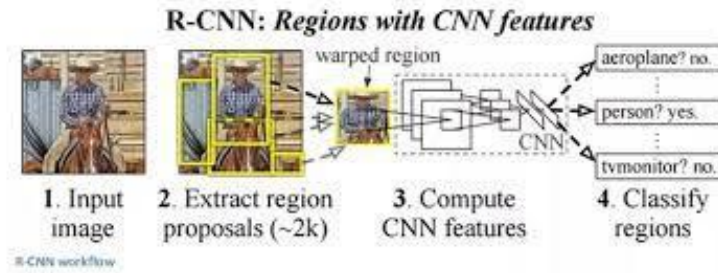 R-CNN: Regions with CNN features
warped region
aeroplane? no.
person? yes.
tvmonitor? no.
CNN
1. Input
image
2. Extract region
proposals (~2k)
3. Compute
CNN features
4. Classify
regions
R-CNN workflow